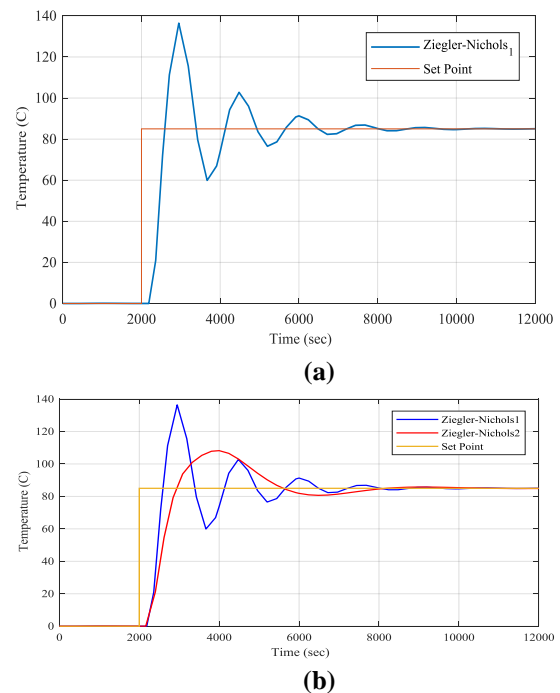 140
120
100
80
60
40
20
0
Temperature (C)
Ziegler-Nichols1
Set Point
0 2000 4000 6000 8000 10000 12000
Time (sec)
(a)
140
120
100
80
60
40
20
0
Temperature (C)
Ziegler-Nichols1
Ziegler-Nichols2
Set Point
0 2000 4000 6000 8000 10000 12000
Time (sec)
(b)